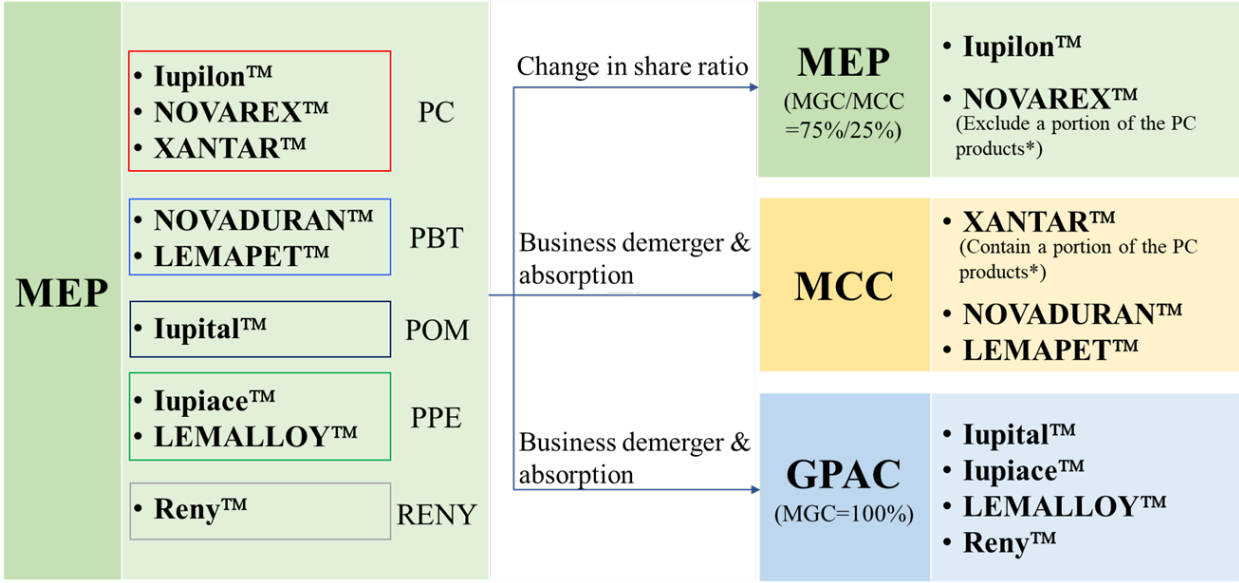 MEP
• Iupilon™
• NOVAREX™
• XANTAR™
PC
• NOVADURAN™
• LEMAPET™
PBT
• Iupital™
POM
• Iupiace™
• LEMALLOY™
PPE
• Reny™
RENY
Change in share ratio
Business demerger &
absorption
Business demerger &
absorption
MEP
(MGC/MCC
=75%/25%)
• Iupilon™
• NOVAREX™
(Exclude a portion of the PC
products*)
MCC
• XANTAR™
(Contain a portion of the PC
products*)
• NOVADURAN™
• LEMAPET™
GPAC
(MGC=100%)
• Iupital™
• Iupiace™
• LEMALLOY™
• Reny™